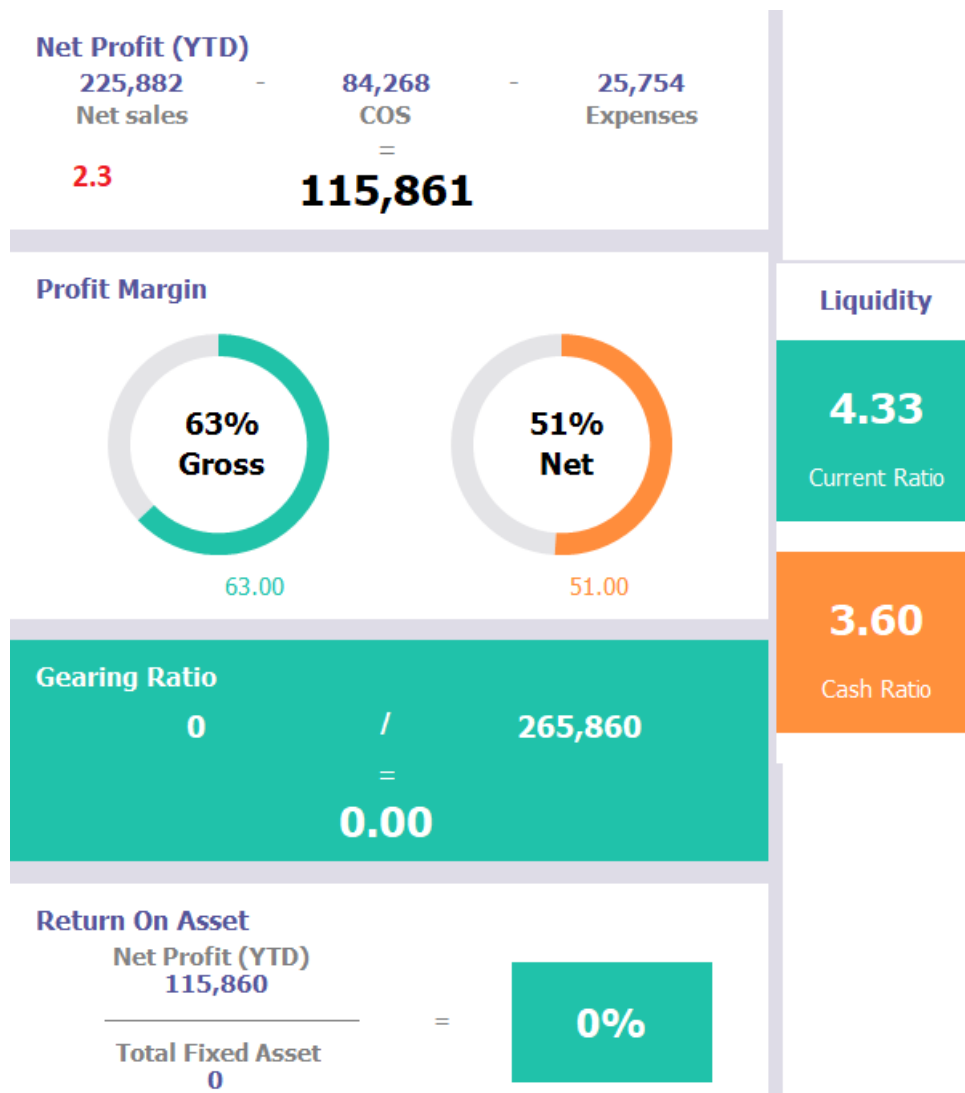 Net Profit (YTD)
225,882 - 84,268 - 25,754
Net sales COS Expenses
=
2.3 115,861
Profit Margin
63%
Gross
63.00
51%
Net
51.00
Liquidity
4.33
Current Ratio
3.60
Cash Ratio
Gearing Ratio
0 / 265,860
=
0.00
Return On Asset
Net Profit (YTD)
115,860
= 0%
Total Fixed Asset
0